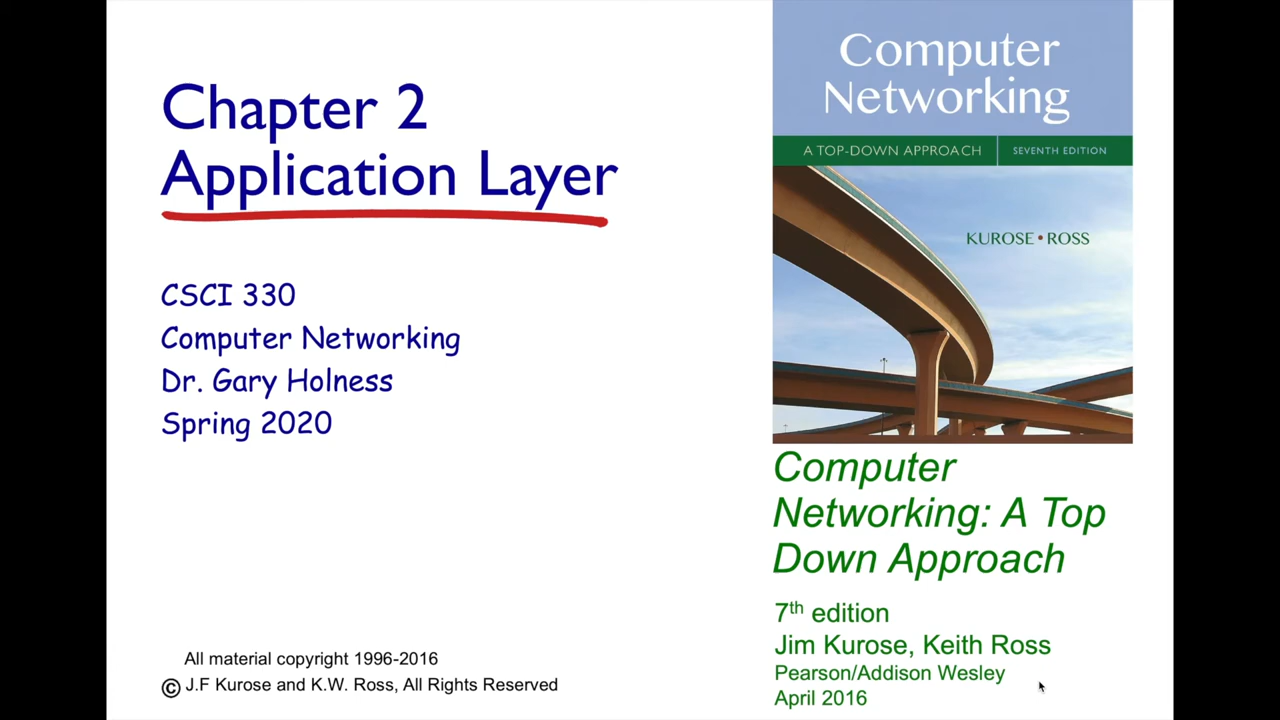 Chapter 2
Application Layer
CSCI 330
Computer Networking
Dr. Gary Holness
Spring 2020
All material copyright 1996-2016
© J.F Kurose and K.W. Ross, All Rights Reserved
Computer
Networking
A TOP-DOWN APPROACH
SEVENTH EDITION
KUROSE • ROSS
Computer
Networking: A Top
Down Approach
7th edition
Jim Kurose, Keith Ross
Pearson/Addison Wesley
April 2016